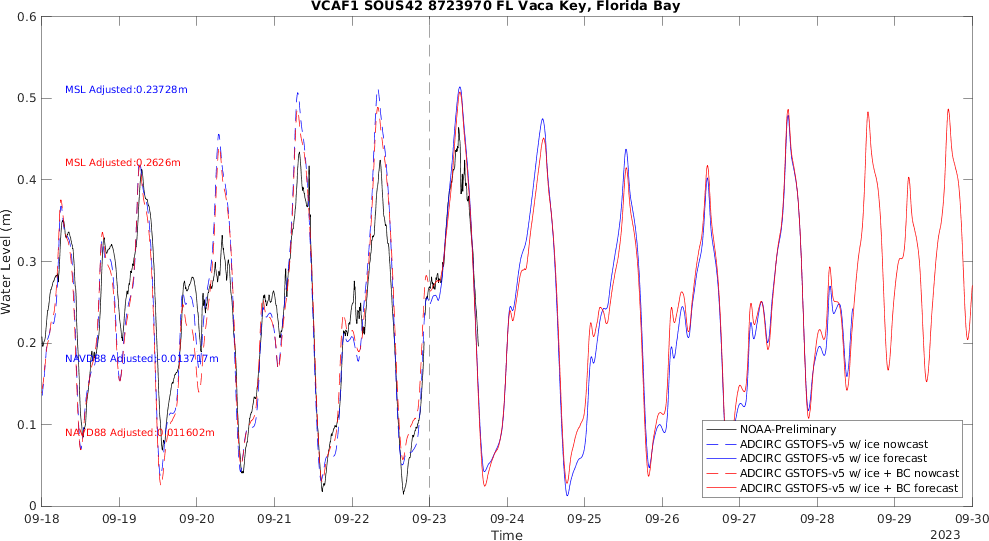 VCAF1 SOUS42 8723970 FL Vaca Key, Florida Bay
Water Level (m)
0.6
0.5
0.4
0.3
0.2
0.1
0
MSL Adjusted:0.23728m
MSL Adjusted:0.2626m
NAVD88 Adjusted:-0.013717m
NAVD88 Adjusted:0.011602m
NOAA-Preliminary
ADCIRC GSTOFS-v5 w/ ice nowcast
ADCIRC GSTOFS-v5 w/ ice forecast
ADCIRC GSTOFS-v5 w/ ice + BC nowcast
ADCIRC GSTOFS-v5 w/ ice + BC forecast
09-18 09-19 09-20 09-21 09-22 09-23 09-24 09-25 09-26 09-27 09-28 09-29 09-30
Time
2023